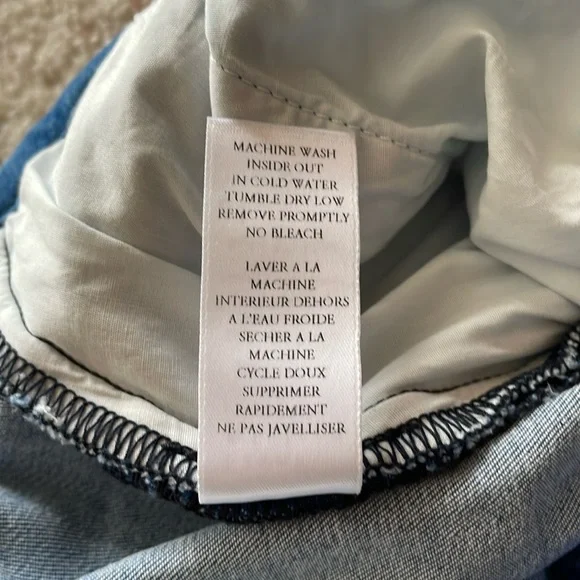 MACHINE WASH
INSIDE OUT
IN COLD WATER
TUMBLE DRY LOW
REMOVE PROMPTLY
NO BLEACH
LAVER A LA
MACHINE
INTERIEUR DEHORS
A L'EAU FROIDE
SECHER A LA
MACHINE
CYCLE DOUX
SUPPRIMER
RAPIDEMENT
NE PAS JAVELLISER